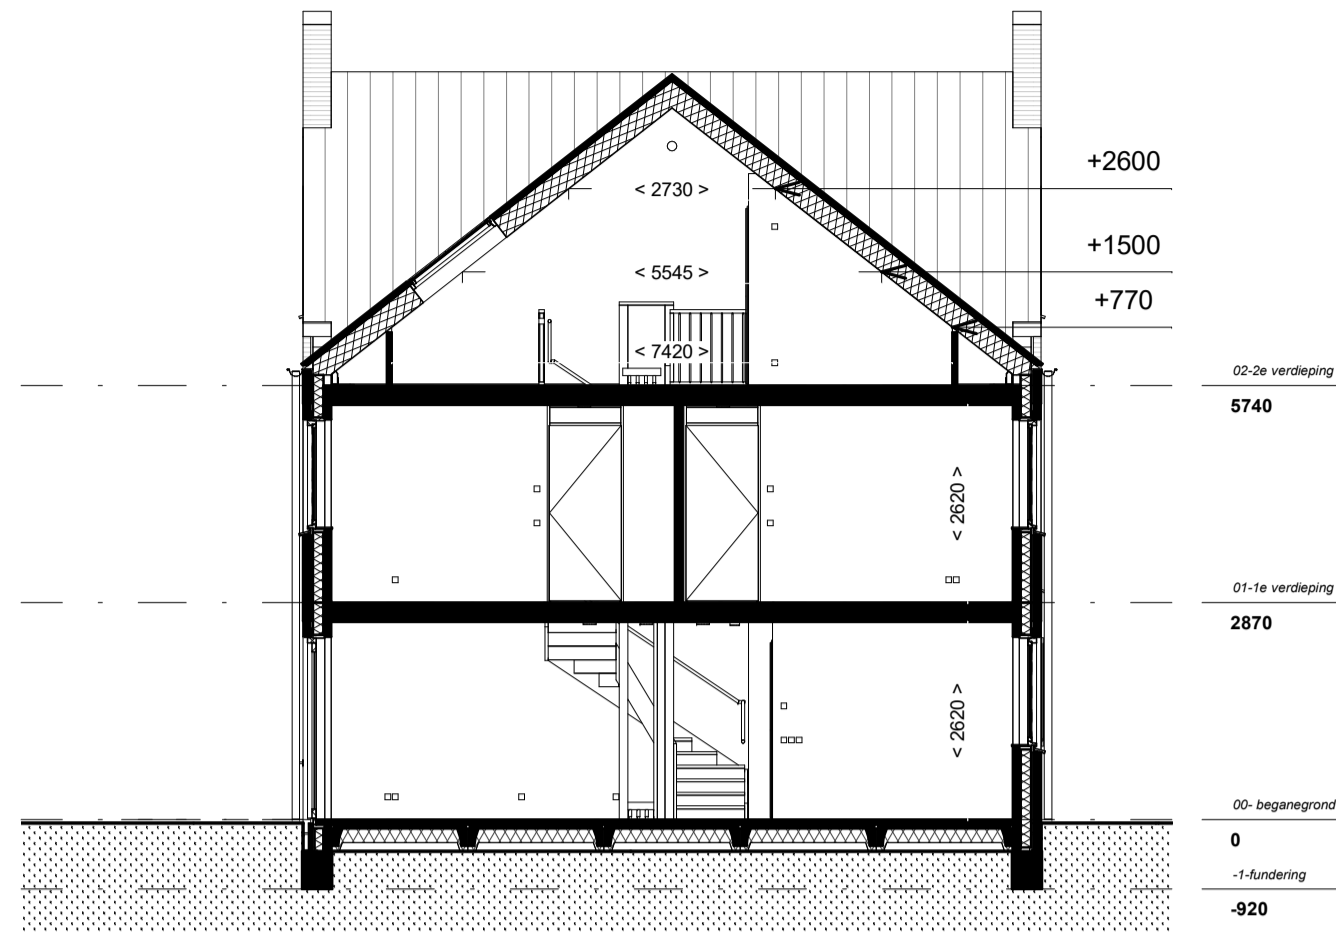 +2600
< 2730 >
+1500
< 5545 >
+770
< 7420 >
02-2e verdieping
5740
< 2620 >
01-1e verdieping
2870
< 2620 >
00- beganegrond
0
-1-fundering
-920